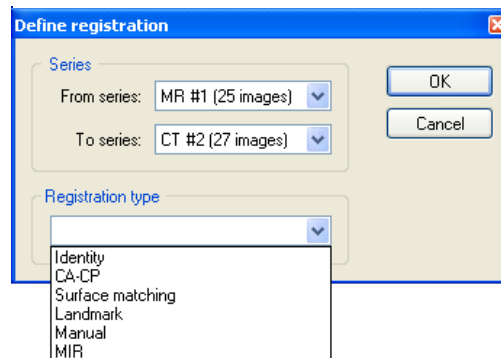 Define registration
Series
From series: MR #1 (25 images)
To series: CT #2 (27 images)
OK
Cancel
Registration type
Identity
CA-CP
Surface matching
Landmark
Manual
MIR